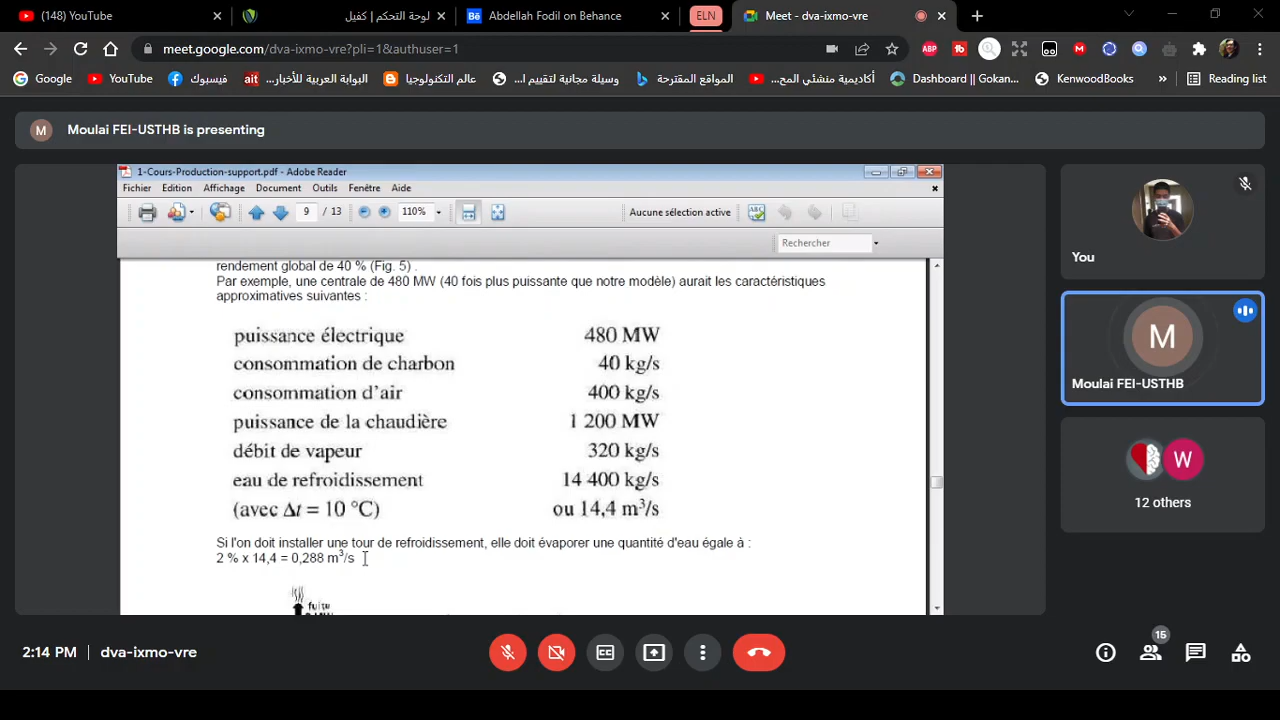 (148) YouTube
لوحة التحكم | كفيل
Abdellah Fodil on Behance
ELN
Meet - dva-ixmo-vre
meet.google.com/dva-ixmo-vre?pli=1&authuser=1
Google
YouTube
فيسبوك
البوابة العربية للأخبار...
عالم التكنولوجيا
وسيلة مجانية لتقييم ا...
المواقع المقترحة
أكاديمية منشئي المح...
Dashboard || Gokan...
KenwoodBooks
Reading list
M
Moulai FEI-USTHB is presenting
1-Cours-Production-support.pdf - Adobe Reader
Fichier Edition Affichage Document Outils Fenêtre Aide
9 / 13 110% Aucune sélection active
Rechercher
rendement global de 40 % (Fig. 5) .
Par exemple, une centrale de 480 MW (40 fois plus puissante que notre modèle) aurait les caractéristiques
approximatives suivantes :
puissance électrique 480 MW
consommation de charbon 40 kg/s
consommation d'air 400 kg/s
puissance de la chaudière 1 200 MW
débit de vapeur 320 kg/s
eau de refroidissement 14 400 kg/s
(avec Δt = 10 °C) ou 14,4 m³/s
Si l'on doit installer une tour de refroidissement, elle doit évaporer une quantité d'eau égale à :
2 % x 14,4 = 0,288 m³/s
You
M
Moulai FEI-USTHB
W
12 others
2:14 PM | dva-ixmo-vre
15